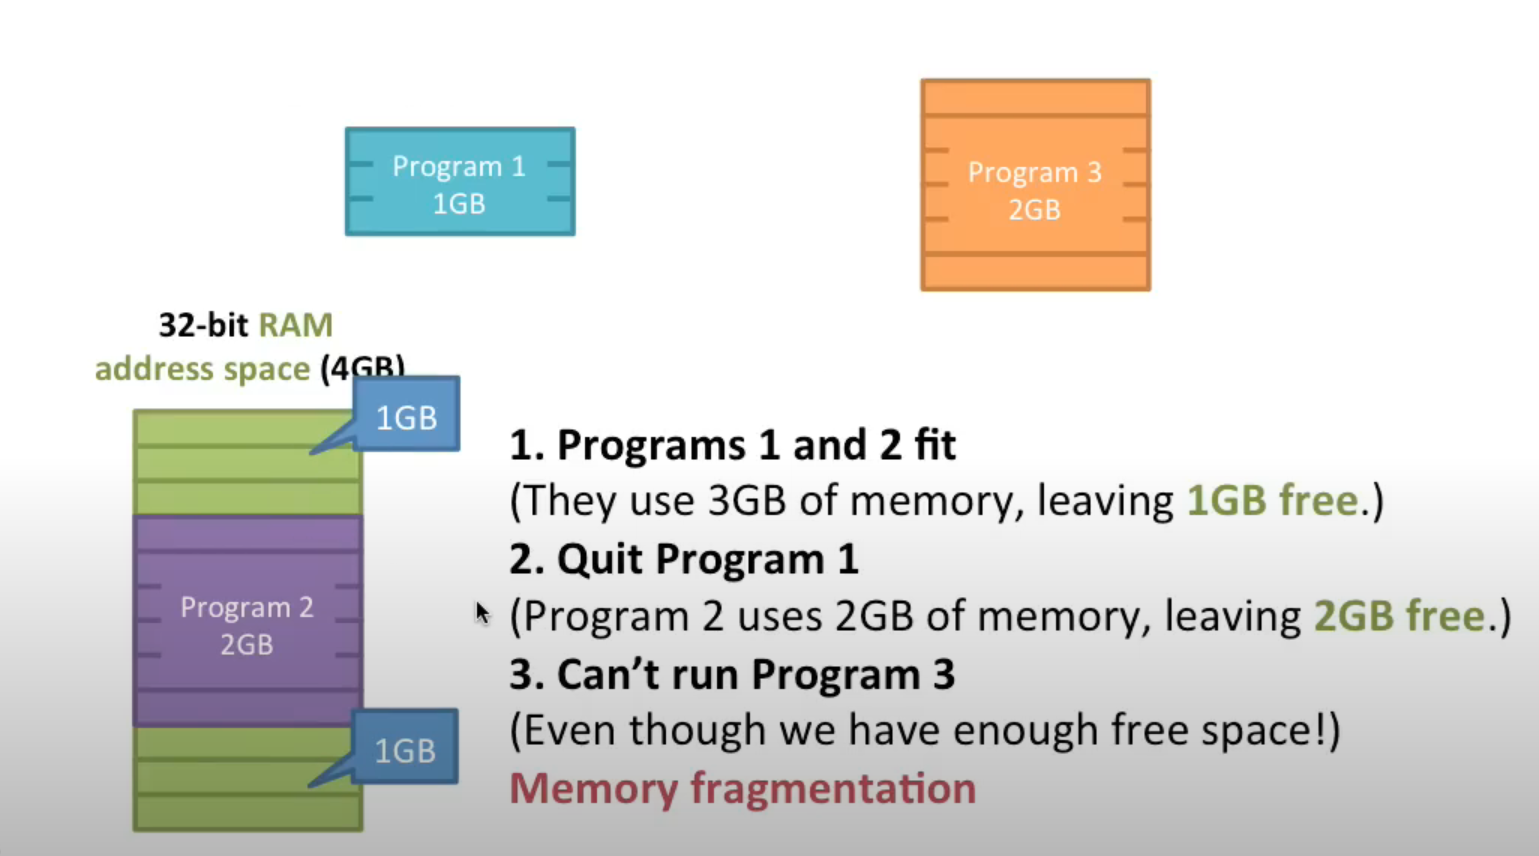 Program 1
1GB
Program 3
2GB
32-bit RAM
address space (4GB)
1GB
Program 2
2GB
1GB
1. Programs 1 and 2 fit
(They use 3GB of memory, leaving 1GB free.)
2. Quit Program 1
(Program 2 uses 2GB of memory, leaving 2GB free.)
3. Can’t run Program 3
(Even though we have enough free space!)
Memory fragmentation